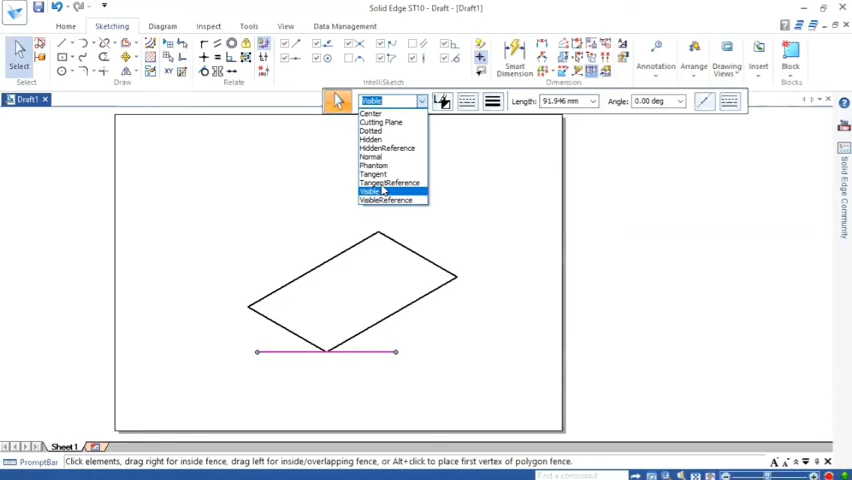 Solid Edge ST10 - Draft - [Draft1]
Home Sketching Diagram Inspect Tools View Data Management
Select
Smart Dimension
Annotation
Arrange
Drawing Views
Insert
Block
Select Draw Relate IntelliSketch Dimension Blocks
Draft1
Visible
Length: 91.946 mm Angle: 0.00 deg
Center
Cutting Plane
Dotted
Hidden
HiddenReference
Normal
Phantom
Tangent
TangentReference
Visible
VisibleReference
Solid Edge Community
Sheet1
PromptBar Click elements, drag right for inside fence, drag left for inside/overlapping fence, or Alt+click to place first vertex of polygon fence.
Find a command